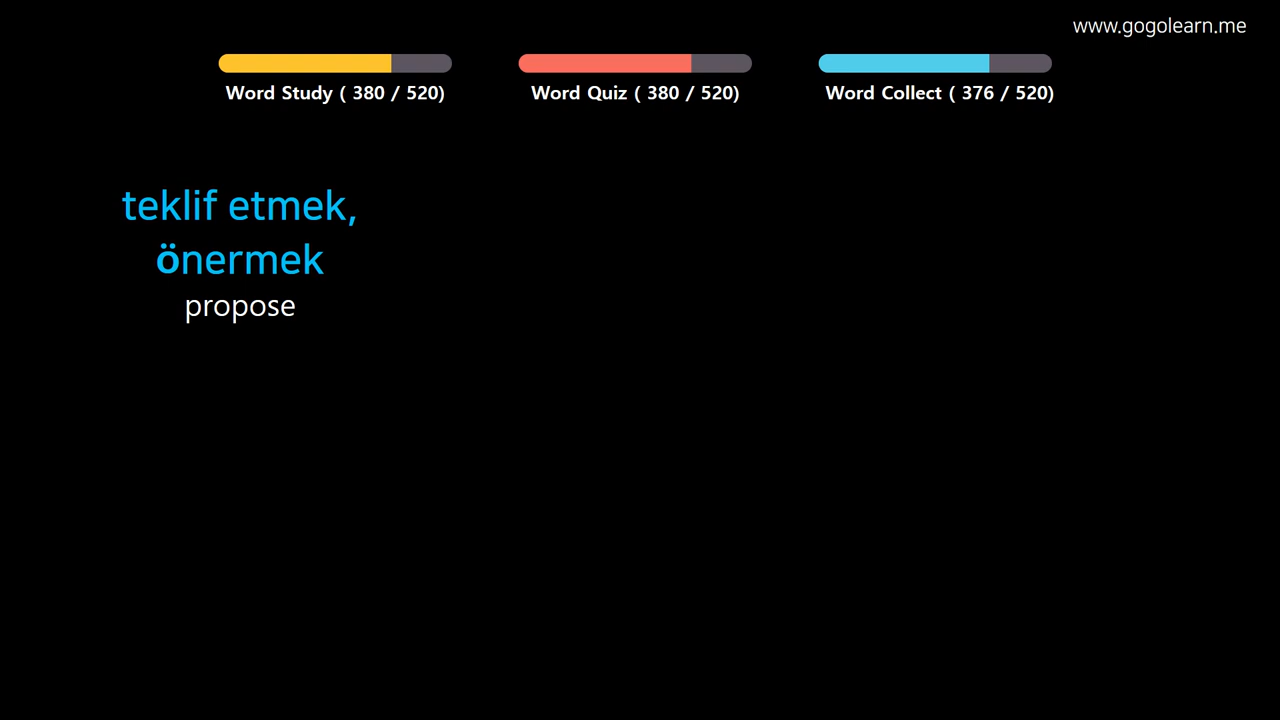 www.gogolearn.me
Word Study ( 380 / 520)
Word Quiz ( 380 / 520)
Word Collect ( 376 / 520)
teklif etmek,
önermek
propose